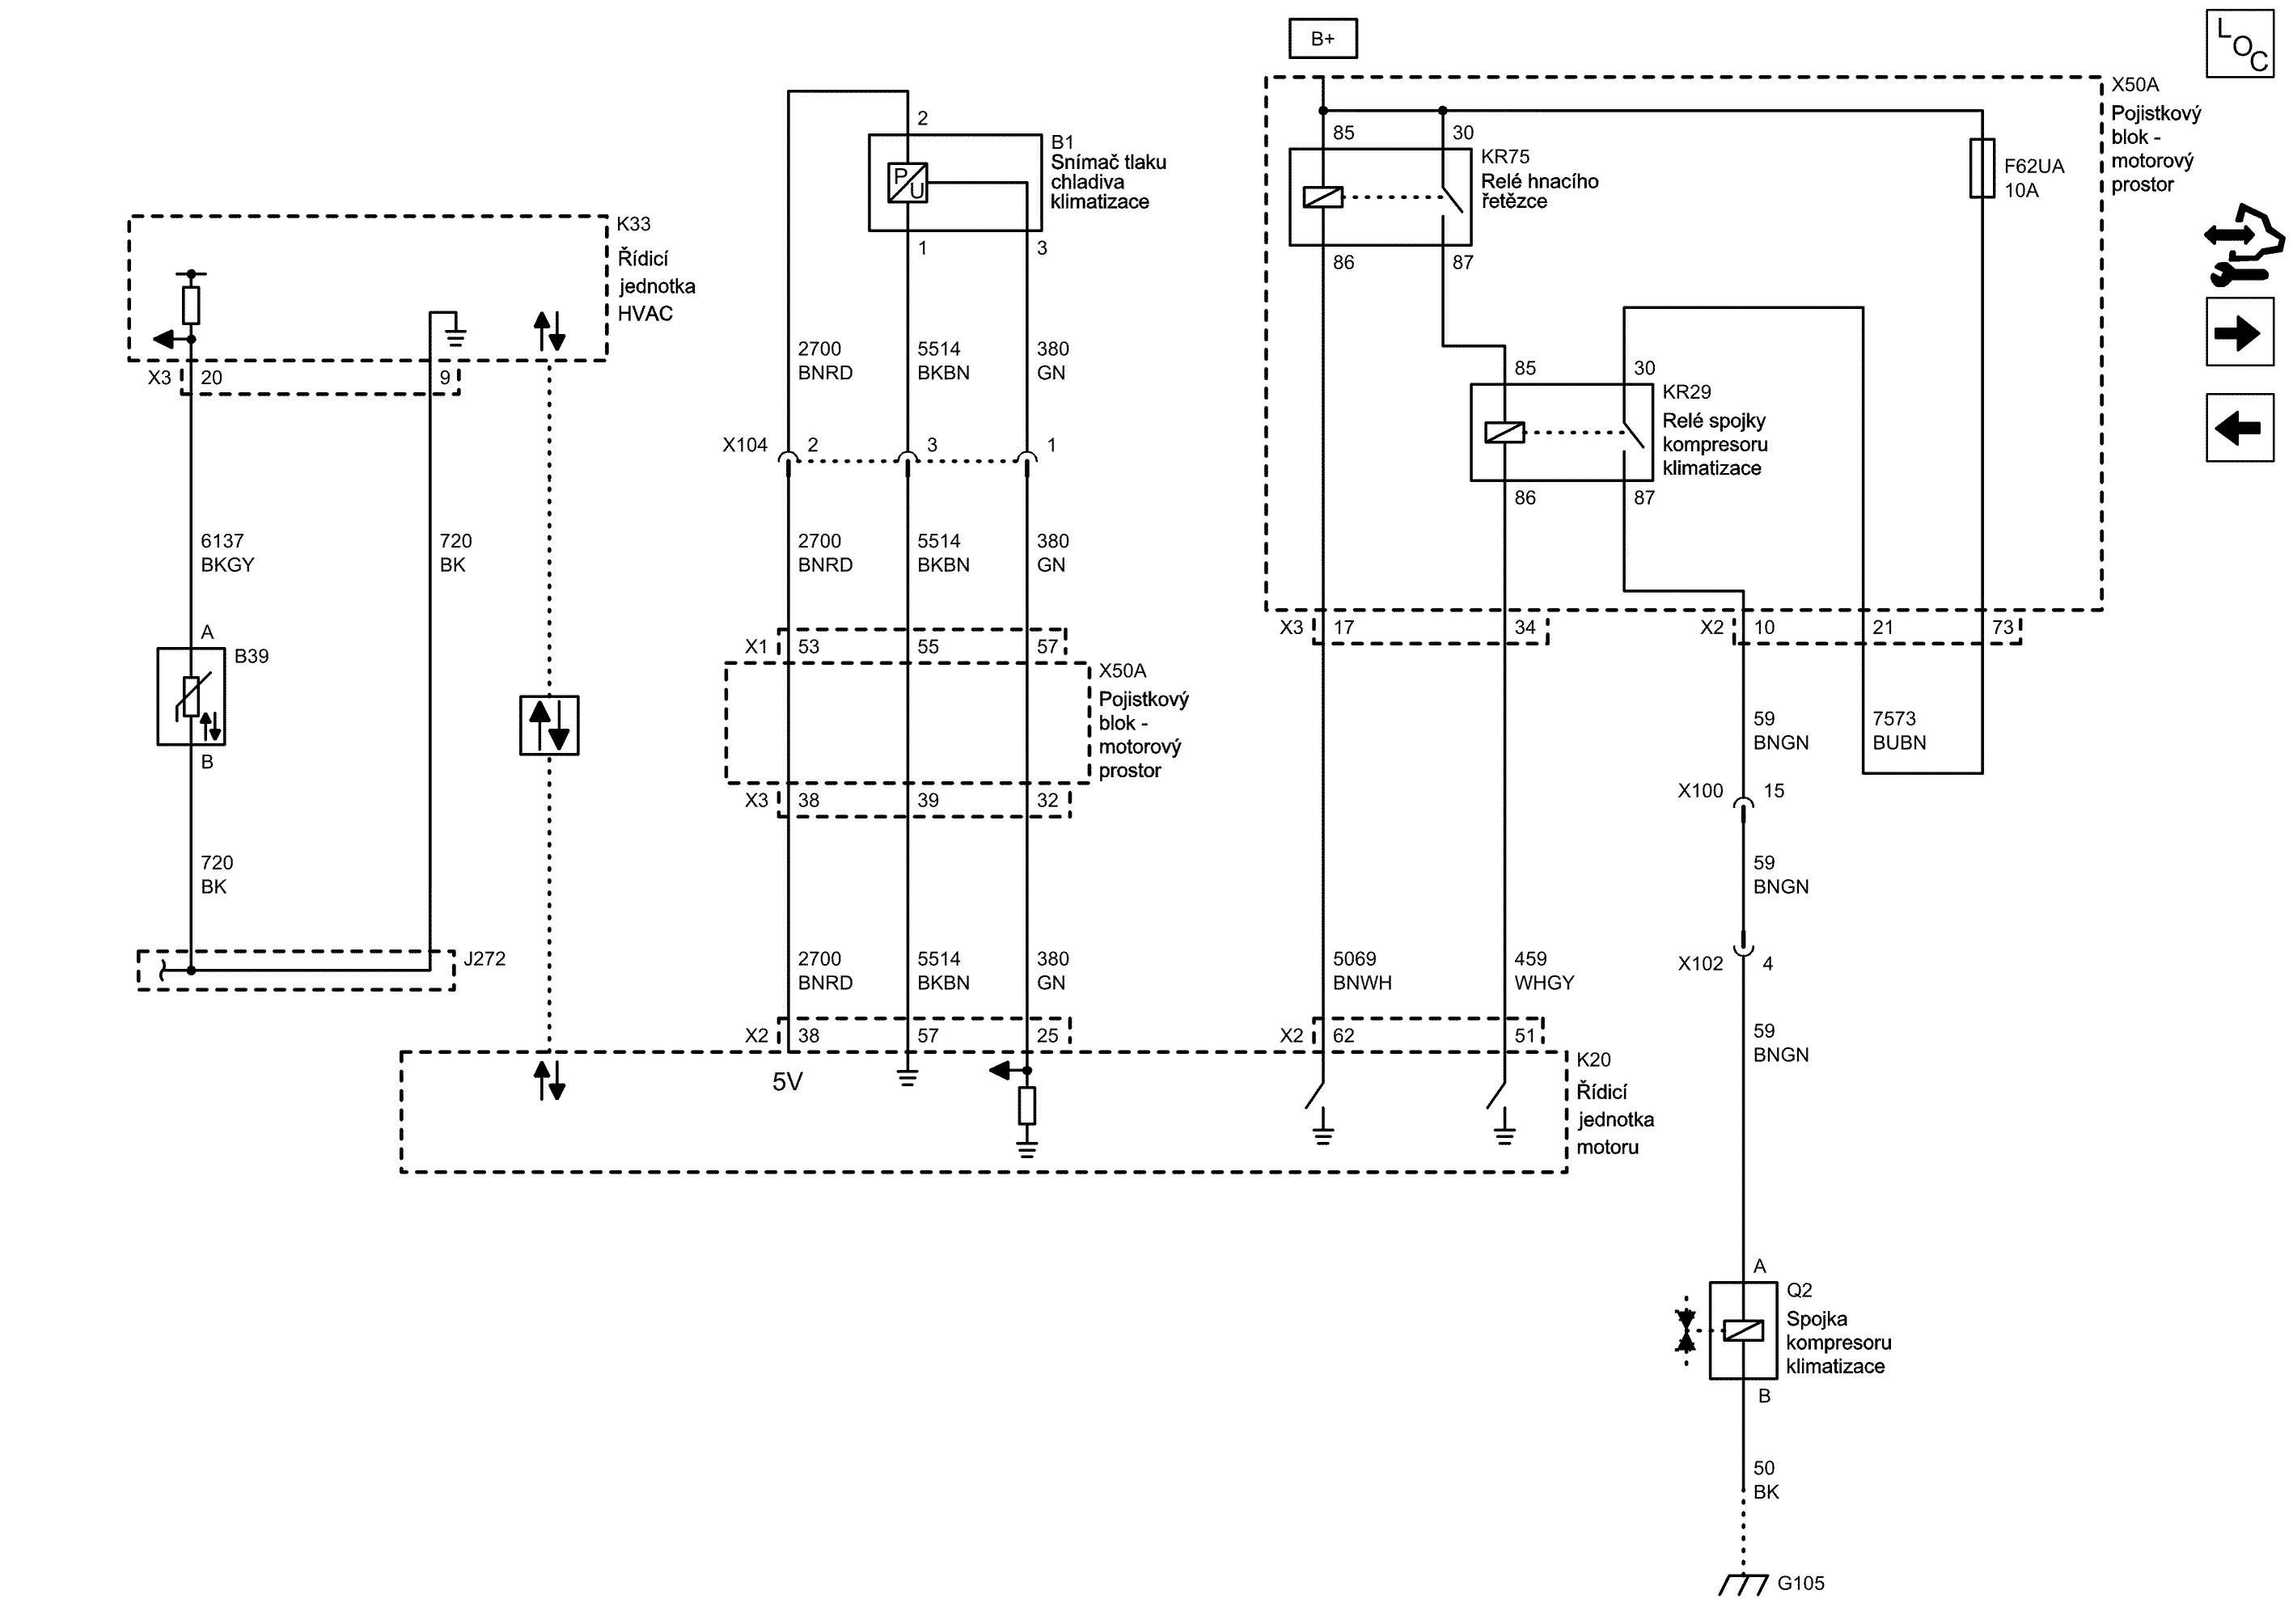 LOC
B+
X50A
Pojistkový
blok -
motorový
prostor
85
30
KR75
Relé hnacího
řetězce
86
87
F62UA
10A
85
30
KR29
Relé spojky
kompresoru
klimatizace
86
87
X3
17
34
X2
10
21
73
2
B1
Snímač tlaku
chladiva
klimatizace
P
U
1
3
K33
Řídicí
jednotka
HVAC
X3
20
9
2700
BNRD
5514
BKBN
380
GN
X104
2
3
1
6137
BKGY
720
BK
2700
BNRD
5514
BKBN
380
GN
A
B39
B
X1
53
55
57
X50A
Pojistkový
blok -
motorový
prostor
X3
38
39
32
59
BNGN
7573
BUBN
X100
15
720
BK
59
BNGN
J272
2700
BNRD
5514
BKBN
380
GN
5069
BNWH
459
WHGY
X102
4
X2
38
57
25
X2
62
51
59
BNGN
5V
K20
Řídicí
jednotka
motoru
A
Q2
Spojka
kompresoru
klimatizace
B
50
BK
G105